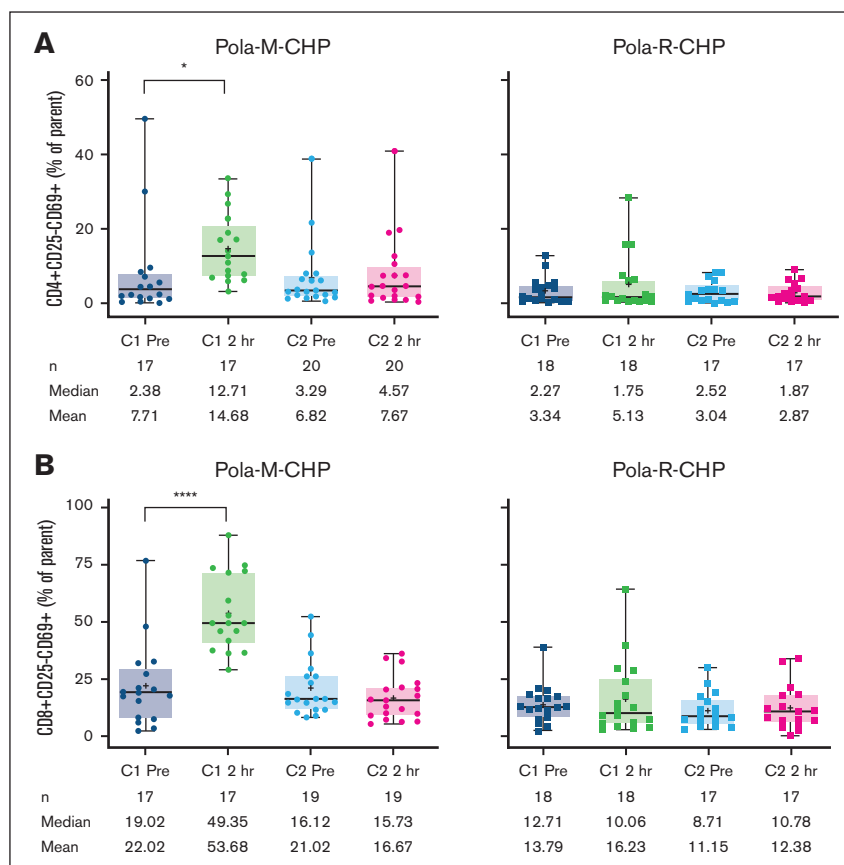 A
Pola-M-CHP
Pola-R-CHP
CD4+CD25-CD69+ (% of parent)
60
40
20
0
*
C1 Pre C1 2 hr C2 Pre C2 2 hr
C1 Pre C1 2 hr C2 Pre C2 2 hr
n 17 17 20 20 18 18 17 17
Median 2.38 12.71 3.29 4.57 2.27 1.75 2.52 1.87
Mean 7.71 14.68 6.82 7.67 3.34 5.13 3.04 2.87
B
Pola-M-CHP
Pola-R-CHP
CD8+CD25-CD69+ (% of parent)
100
75
50
25
0
****
C1 Pre C1 2 hr C2 Pre C2 2 hr
C1 Pre C1 2 hr C2 Pre C2 2 hr
n 17 17 19 19 18 18 17 17
Median 19.02 49.35 16.12 15.73 12.71 10.06 8.71 10.78
Mean 22.02 53.68 21.02 16.67 13.79 16.23 11.15 12.38